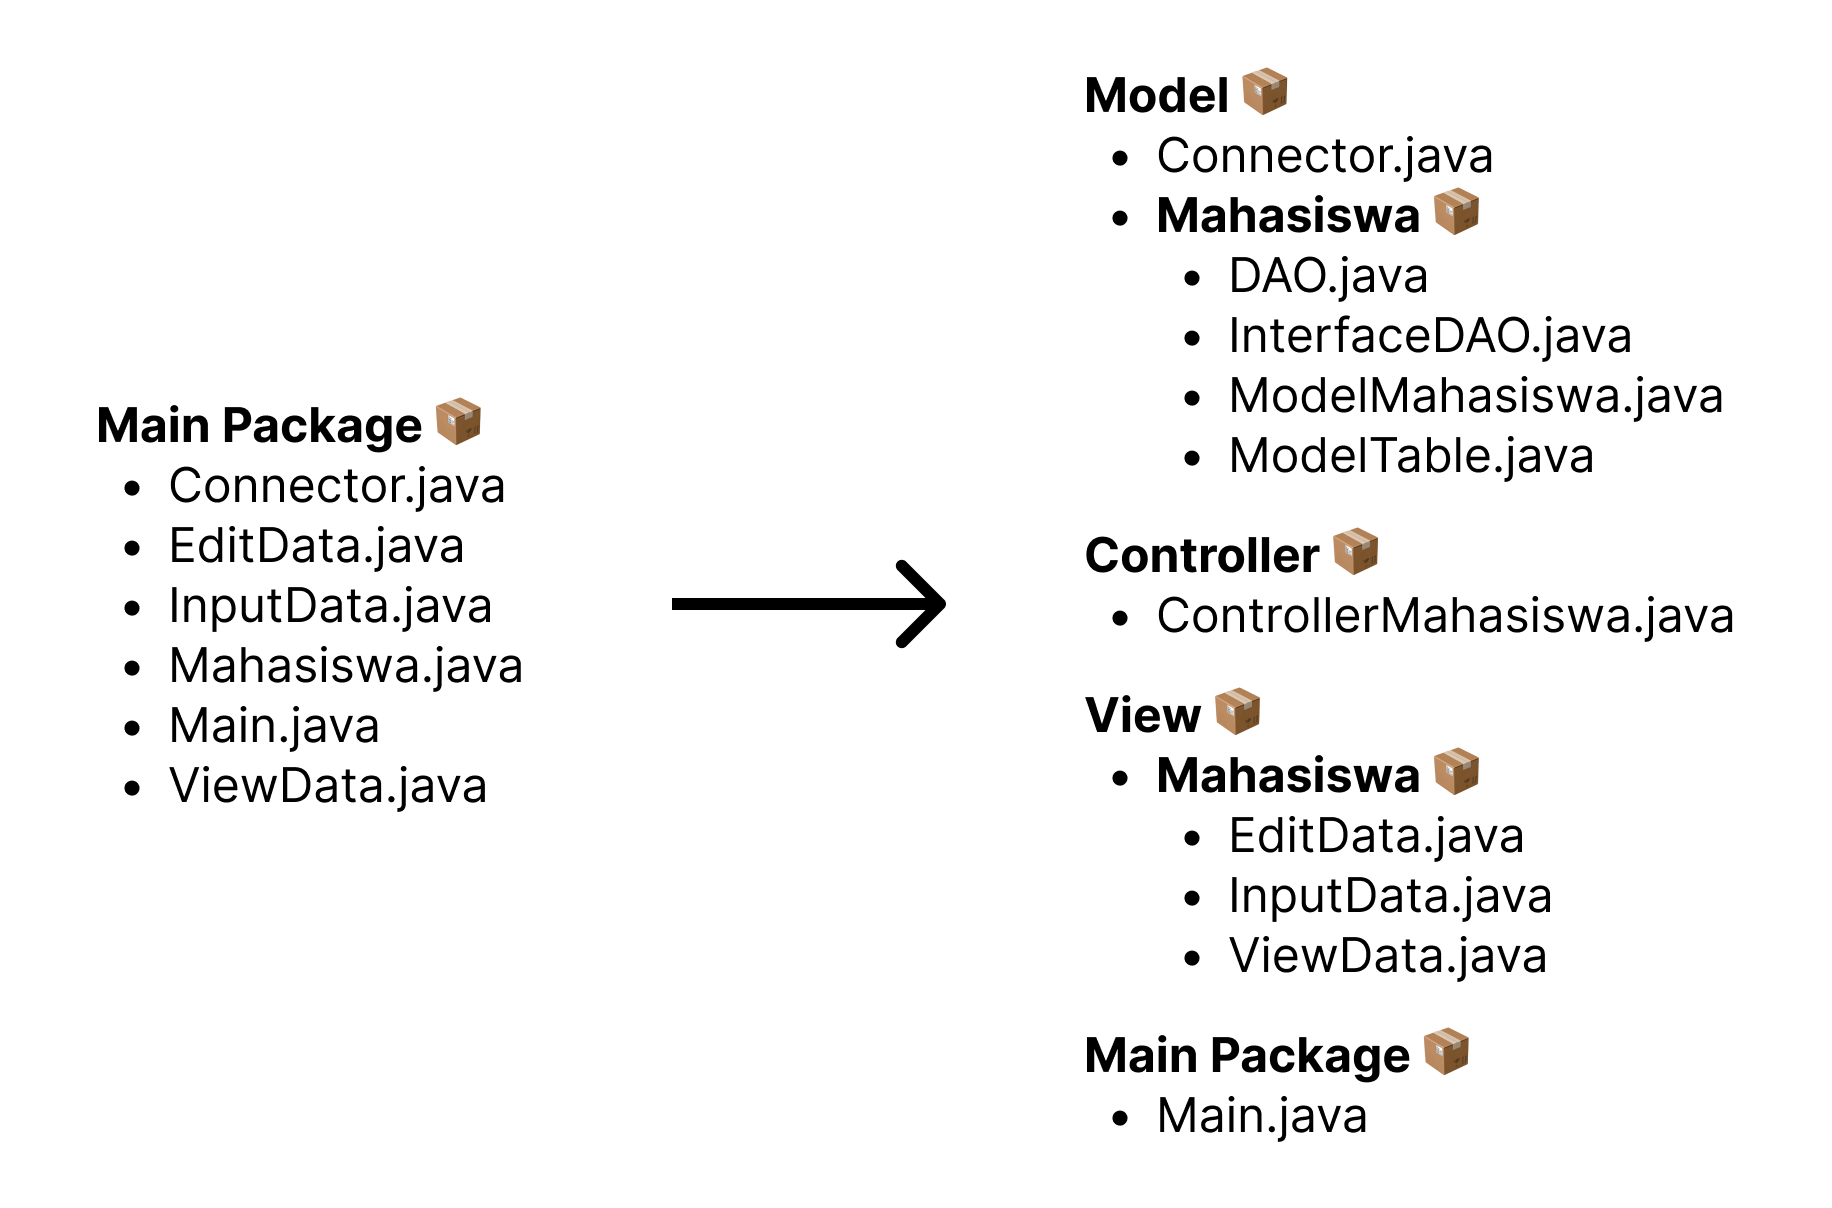 Main Package 📦
• Connector.java
• EditData.java
• InputData.java
• Mahasiswa.java
• Main.java
• ViewData.java
Model 📦
• Connector.java
• Mahasiswa 📦
• DAO.java
• InterfaceDAO.java
• ModelMahasiswa.java
• ModelTable.java
Controller 📦
• ControllerMahasiswa.java
View 📦
• Mahasiswa 📦
• EditData.java
• InputData.java
• ViewData.java
Main Package 📦
• Main.java